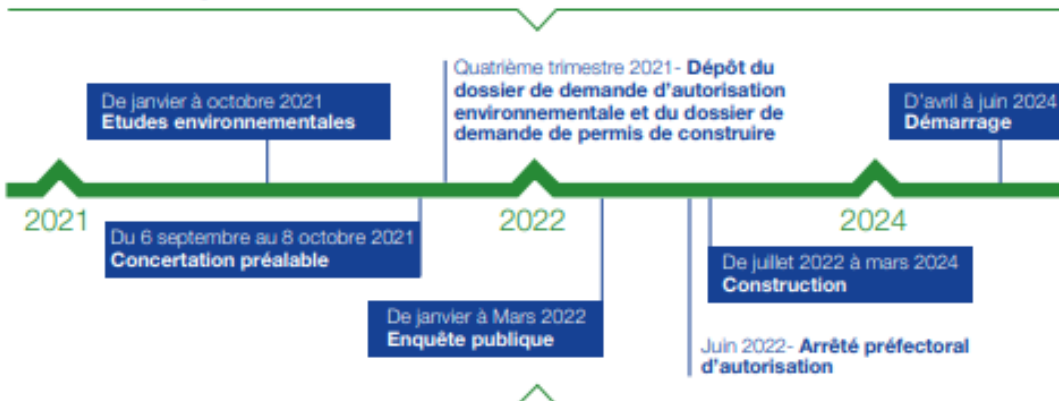 Quatrième trimestre 2021- Dépôt du
dossier de demande d'autorisation
environnementale et du dossier de
demande de permis de construire
De janvier à octobre 2021
Etudes environnementales
D'avril à juin 2024
Démarrage
2021
2022
2024
Du 6 septembre au 8 octobre 2021
Concertation préalable
De juillet 2022 à mars 2024
Construction
De janvier à Mars 2022
Enquête publique
Juin 2022- Arrêté préfectoral
d'autorisation